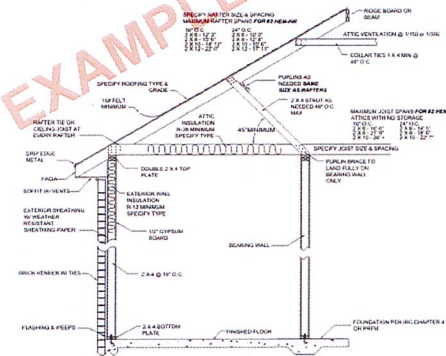 EXAMPLE
SPECIFY RAFTER SIZE & SPACING
MAXIMUM RAFTER SPANS FOR #2 HEM-FIR
16" O.C.
24" O.C.
RIDGE BOARD OR
BEAM
ATTIC VENTILATION @ 1/150 or 1/300
COLLAR TIES 1 X 4 MIN @
48" O.C.
SPECIFY ROOFING TYPE &
GRADE
PURLINS AS
NEEDED SAME
SIZE AS RAFTERS
15# FELT
MINIMUM
2 X 4 STRUT AS
NEEDED 48" O.C.
MAX
MAXIMUM JOIST SPANS FOR #2 HEM
ATTICS WITH NO STORAGE
16" O.C.
24" O.C.
RAFTER TIE OR
CEILING JOIST AT
EVERY RAFTER
ATTIC
INSULATION
R-38 MINIMUM
SPECIFY TYPE
45° MINIMUM
SPECIFY JOIST SIZE & SPACING
DRIP EDGE
METAL
FACIA
SOFFIT W/ VENTS
DOUBLE 2 X 4 TOP
PLATE
PURLIN BRACE TO
LAND FULLY ON
BEARING WALL
ONLY
EXTERIOR WALL
INSULATION
R-13 MINIMUM
SPECIFY TYPE
EXTERIOR SHEATHING
W/ WEATHER
RESISTANT
SHEATHING PAPER
1/2" GYPSUM
BOARD
BEARING WALL
BRICK VENEER W/ TIES
2 X 4 @ 16" O.C.
FLASHING & WEEPS
2 X 4 BOTTOM
PLATE
FINISHED FLOOR
FOUNDATION PER IRC CHAPTER 4
OR PRFM